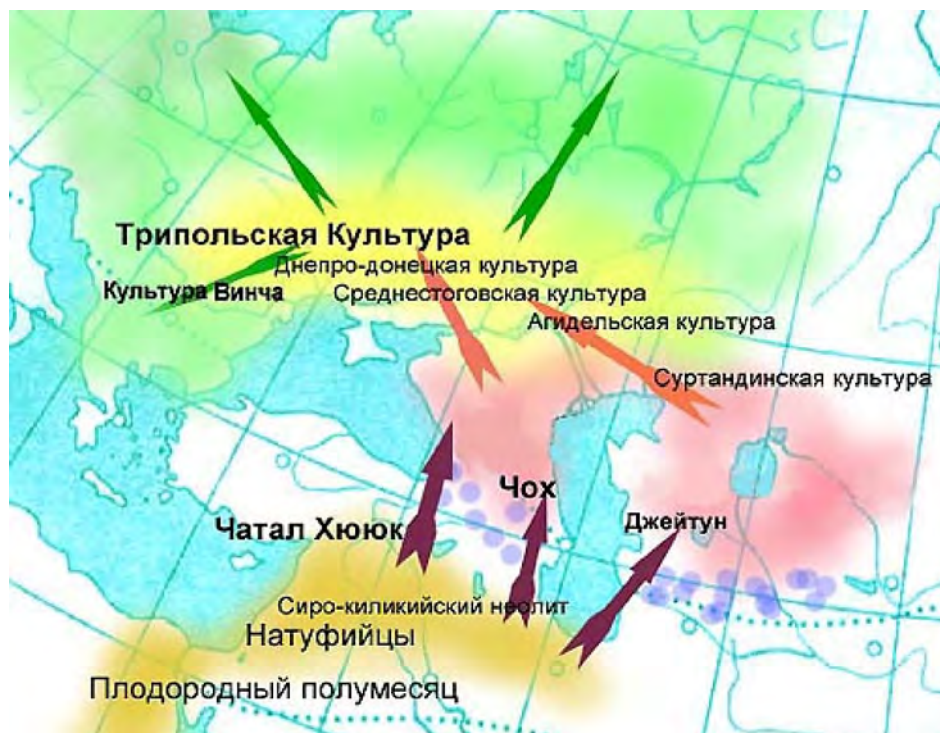 Трипольская Культура
Днепро-донецкая культура
Культура Винча
Среднестоговская культура
Агидельская культура
Суртандинская культура
Чох
Чатал Хююк
Джейтун
Сиро-киликийский неолит
Натуфийцы
Плодородный полумесяц